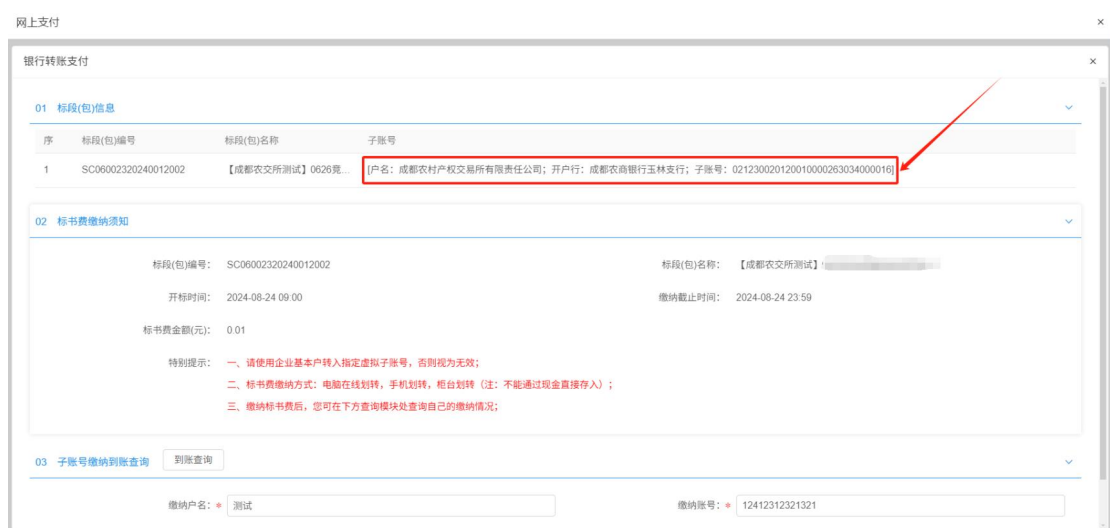 网上支付 ×
银行转账支付 ×
01 标段(包)信息
序 标段(包)编号 标段(包)名称 子账号
1 SC06002320240012002 【成都农交所测试】0626竞... [户名：成都农村产权交易所有限责任公司；开户行：成都农商银行玉林支行；子账号：0212300201200100000263034000016]
02 标书费缴纳须知
标段(包)编号： SC06002320240012002 标段(包)名称： 【成都农交所测试】
开标时间： 2024-08-24 09:00 缴纳截止时间： 2024-08-24 23:59
标书费金额(元)： 0.01
特别提示： 一、请使用企业基本户转入指定虚拟子账号，否则视为无效；
二、标书费缴纳方式：电脑在线划转，手机划转，柜台划转（注：不能通过现金直接存入）；
三、缴纳标书费后，您可在下方查询模块处查询自己的缴纳情况；
03 子账号缴纳到账查询 到账查询
缴纳户名：* 测试 缴纳账号：* 12412312321321